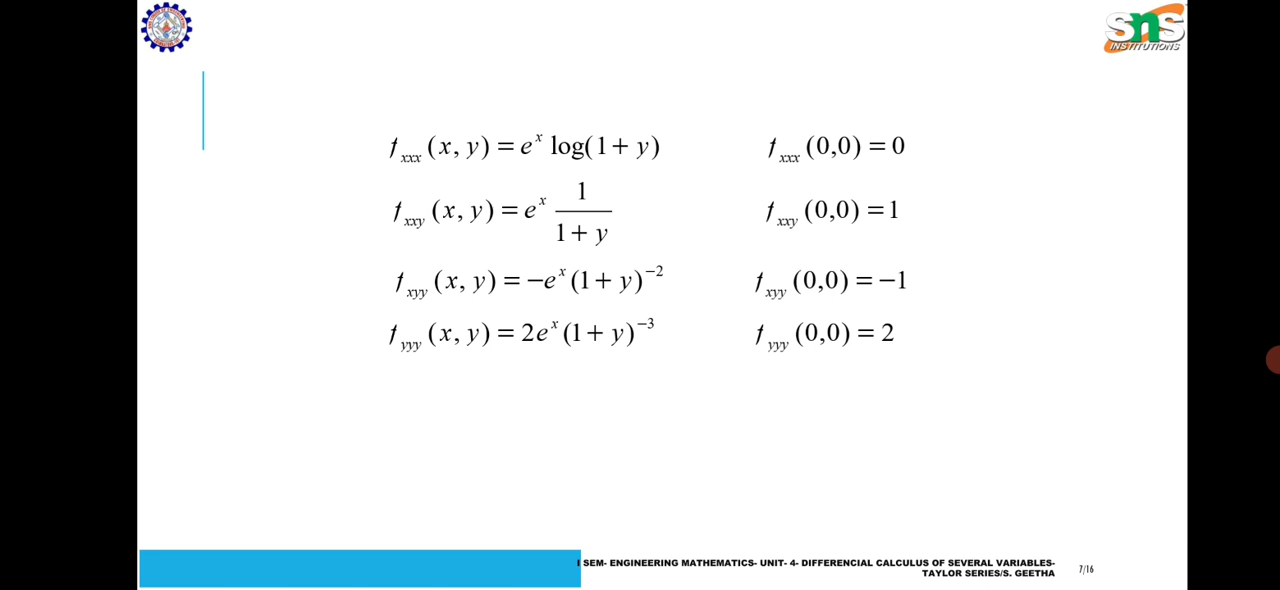 SNS
INSTITUTIONS
f_xxx (x, y) = e^x log(1 + y) f_xxx (0,0) = 0
f_xxy (x, y) = e^x 1/(1 + y) f_xxy (0,0) = 1
f_xyy (x, y) = −e^x (1 + y)^−2 f_xyy (0,0) = −1
f_yyy (x, y) = 2e^x (1 + y)^−3 f_yyy (0,0) = 2
I SEM- ENGINEERING MATHEMATICS- UNIT- 4- DIFFERENCIAL CALCULUS OF SEVERAL VARIABLES-
TAYLOR SERIES/S. GEETHA
7/16